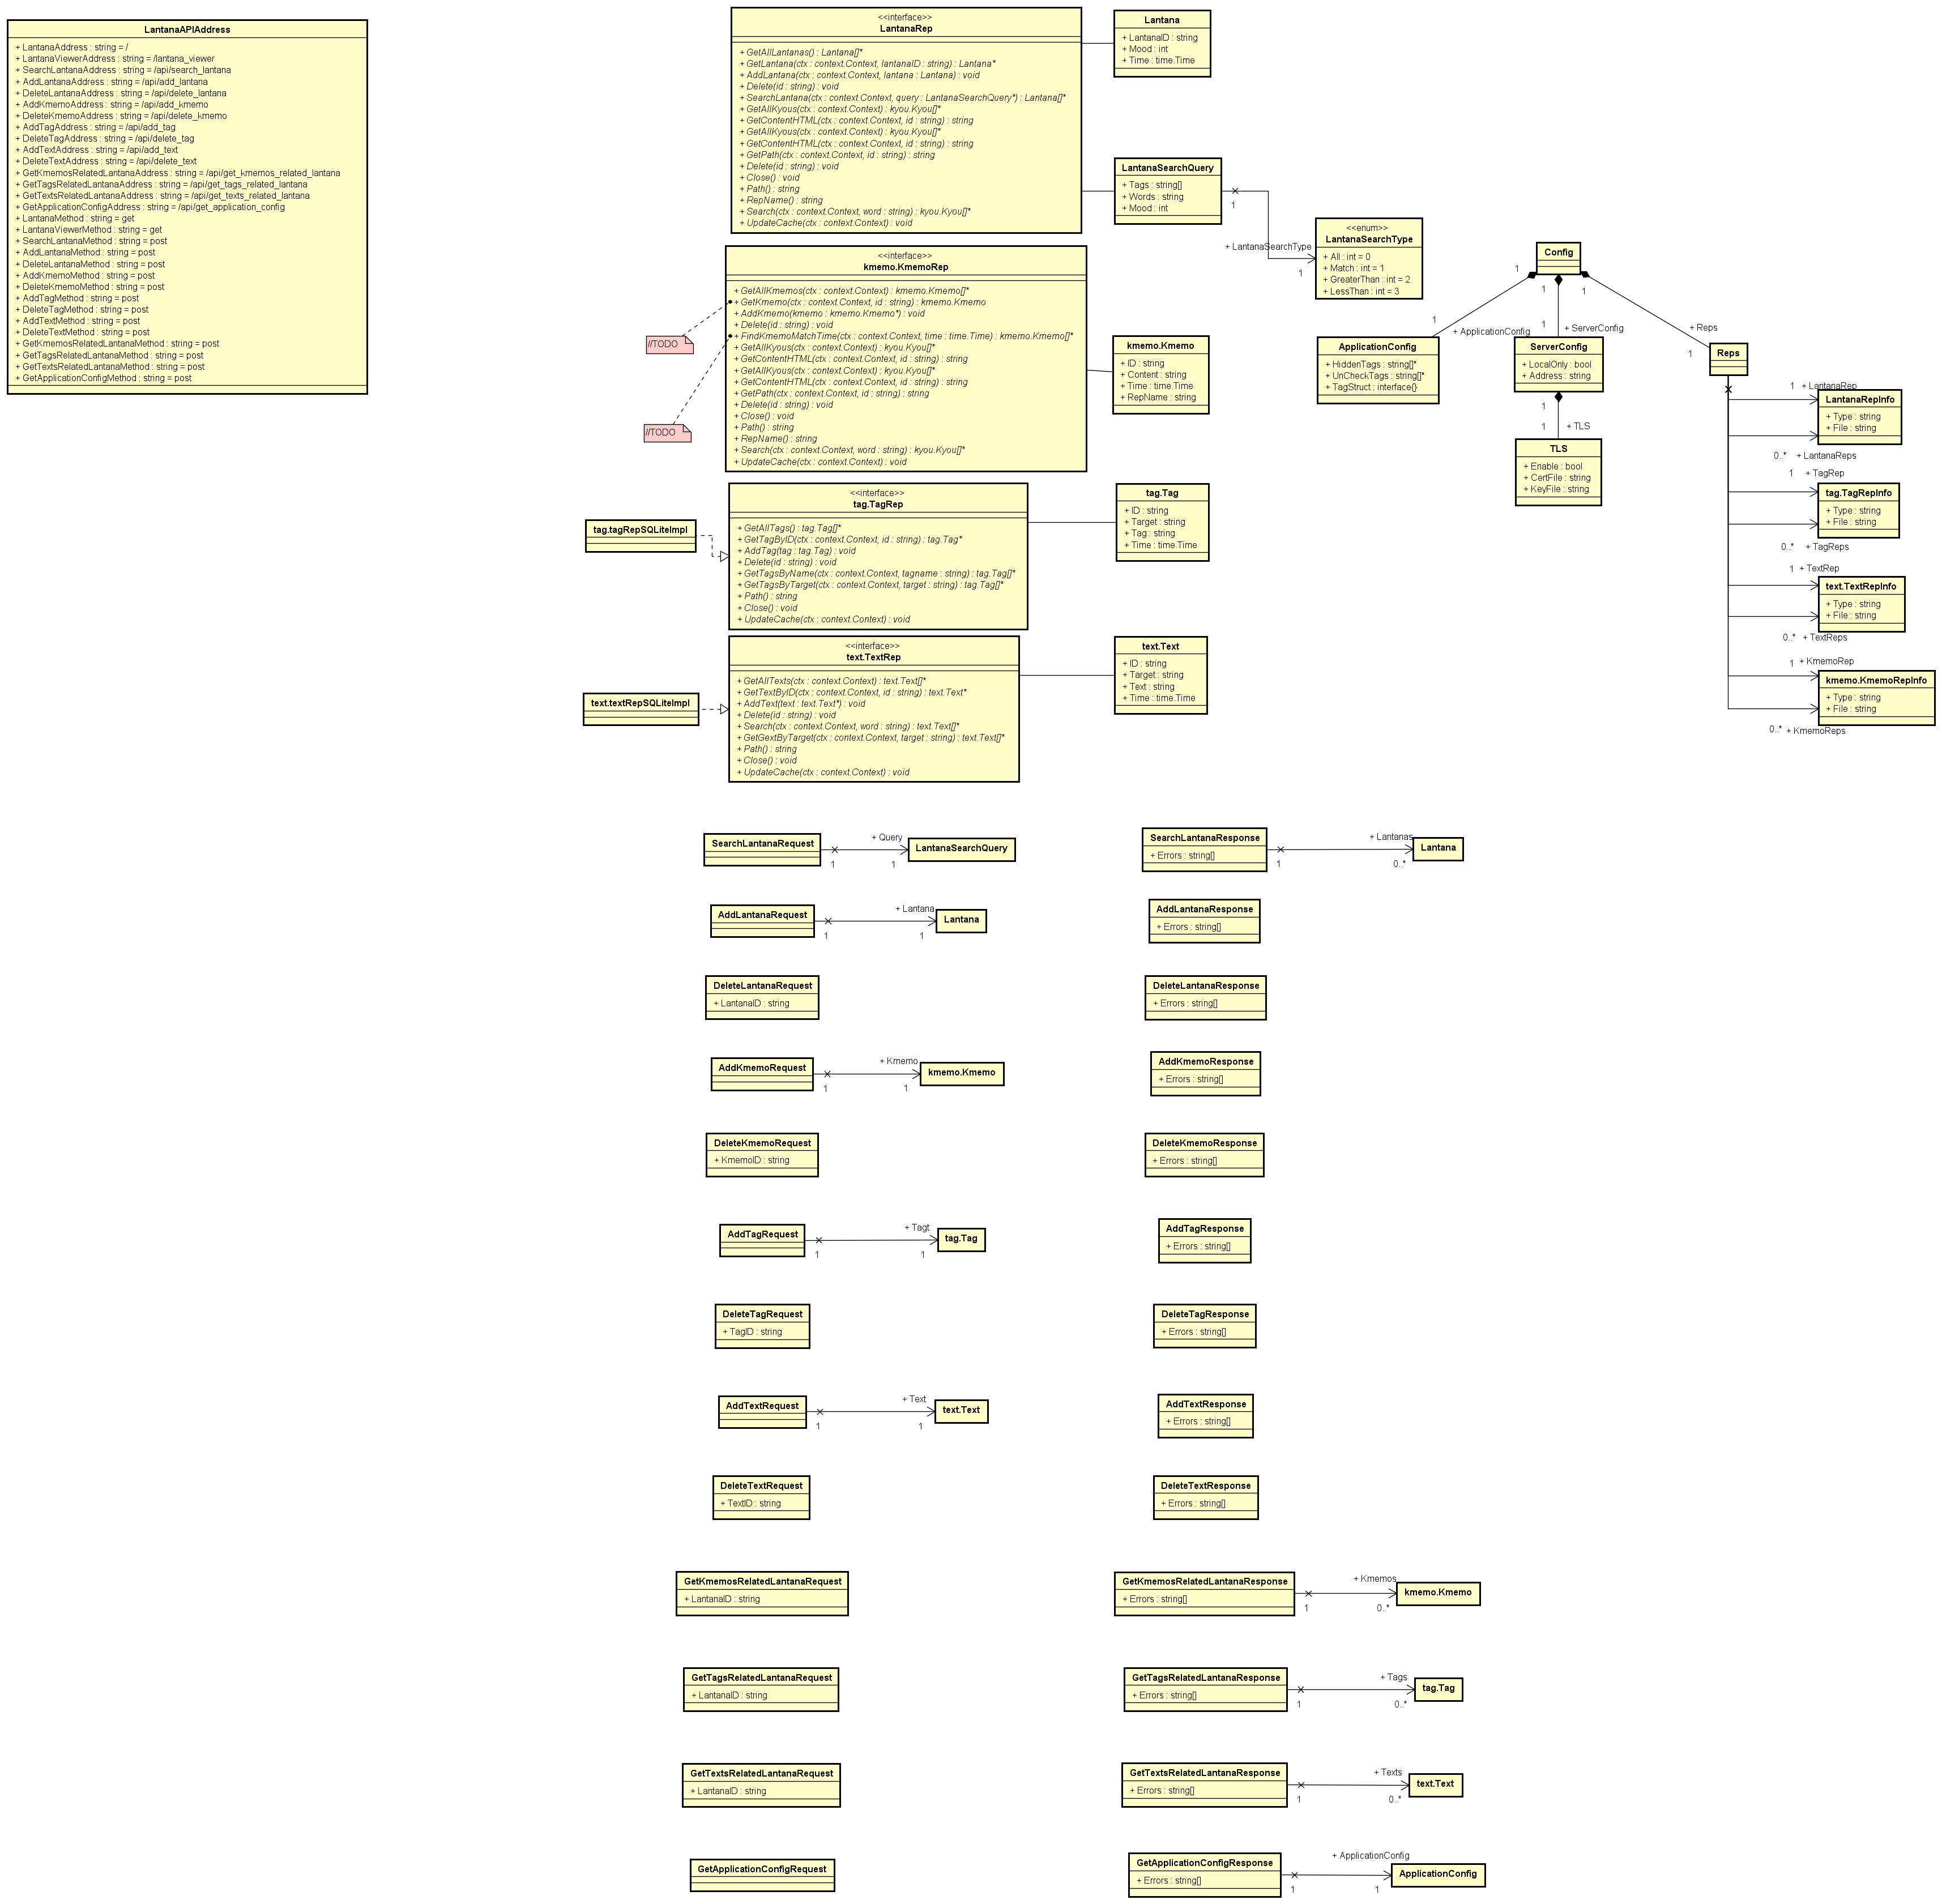 LantanaAPIAddress
+ LantanaAddress : string = /
+ LantanaViewerAddress : string = /lantana_viewer
+ SearchLantanaAddress : string = /api/search_lantana
+ AddLantanaAddress : string = /api/add_lantana
+ DeleteLantanaAddress : string = /api/delete_lantana
+ AddKmemoAddress : string = /api/add_kmemo
+ DeleteKmemoAddress : string = /api/delete_kmemo
+ AddTagAddress : string = /api/add_tag
+ DeleteTagAddress : string = /api/delete_tag
+ AddTextAddress : string = /api/add_text
+ DeleteTextAddress : string = /api/delete_text
+ GetKmemosRelatedLantanaAddress : string = /api/get_kmemos_related_lantana
+ GetTagsRelatedLantanaAddress : string = /api/get_tags_related_lantana
+ GetTextsRelatedLantanaAddress : string = /api/get_texts_related_lantana
+ GetApplicationConfigAddress : string = /api/get_application_config
+ LantanaMethod : string = get
+ LantanaViewerMethod : string = get
+ SearchLantanaMethod : string = post
+ AddLantanaMethod : string = post
+ DeleteLantanaMethod : string = post
+ AddKmemoMethod : string = post
+ DeleteKmemoMethod : string = post
+ AddTagMethod : string = post
+ DeleteTagMethod : string = post
+ AddTextMethod : string = post
+ DeleteTextMethod : string = post
+ GetKmemosRelatedLantanaMethod : string = post
+ GetTagsRelatedLantanaMethod : string = post
+ GetTextsRelatedLantanaMethod : string = post
+ GetApplicationConfigMethod : string = post
<<interface>>
LantanaRep
+ GetAllLantanas() : Lantana[]*
+ GetLantana(ctx : context.Context, lantanaID : string) : Lantana*
+ AddLantana(ctx : context.Context, lantana : Lantana) : void
+ Delete(id : string) : void
+ SearchLantana(ctx : context.Context, query : LantanaSearchQuery*) : Lantana[]*
+ GetAllKyous(ctx : context.Context) : kyou.Kyou[]*
+ GetContentHTML(ctx : context.Context, id : string) : string
+ GetAllKyous(ctx : context.Context) : kyou.Kyou[]*
+ GetContentHTML(ctx : context.Context, id : string) : string
+ GetPath(ctx : context.Context, id : string) : string
+ Delete(id : string) : void
+ Close() : void
+ Path() : string
+ RepName() : string
+ Search(ctx : context.Context, word : string) : kyou.Kyou[]*
+ UpdateCache(ctx : context.Context) : void
Lantana
+ LantanaID : string
+ Mood : int
+ Time : time.Time
LantanaSearchQuery
+ Tags : string[]
+ Words : string
+ Mood : int
1
+ LantanaSearchType
1
<<enum>>
LantanaSearchType
+ All : int = 0
+ Match : int = 1
+ GreaterThan : int = 2
+ LessThan : int = 3
<<interface>>
kmemo.KmemoRep
+ GetAllKmemos(ctx : context.Context) : kmemo.Kmemo[]*
+ GetKmemo(ctx : context.Context, id : string) : kmemo.Kmemo
+ AddKmemo(kmemo : kmemo.Kmemo*) : void
+ Delete(id : string) : void
+ FindKmemoMatchTime(ctx : context.Context, time : time.Time) : kmemo.Kmemo[]*
+ GetAllKyous(ctx : context.Context) : kyou.Kyou[]*
+ GetContentHTML(ctx : context.Context, id : string) : string
+ GetAllKyous(ctx : context.Context) : kyou.Kyou[]*
+ GetContentHTML(ctx : context.Context, id : string) : string
+ GetPath(ctx : context.Context, id : string) : string
+ Delete(id : string) : void
+ Close() : void
+ Path() : string
+ RepName() : string
+ Search(ctx : context.Context, word : string) : kyou.Kyou[]*
+ UpdateCache(ctx : context.Context) : void
//TODO
//TODO
kmemo.Kmemo
+ ID : string
+ Content : string
+ Time : time.Time
+ RepName : string
Config
1
1
1
1
+ ApplicationConfig
1
+ ServerConfig
+ Reps
1
ApplicationConfig
+ HiddenTags : string[]*
+ UnCheckTags : string[]*
+ TagStruct : interface{}
ServerConfig
+ LocalOnly : bool
+ Address : string
1
1
+ TLS
TLS
+ Enable : bool
+ CertFile : string
+ KeyFile : string
Reps
1
+ LantanaRep
LantanaRepInfo
+ Type : string
+ File : string
0..*
+ LantanaReps
1
+ TagRep
tag.TagRepInfo
+ Type : string
+ File : string
0..*
+ TagReps
1
+ TextRep
text.TextRepInfo
+ Type : string
+ File : string
0..*
+ TextReps
1
+ KmemoRep
kmemo.KmemoRepInfo
+ Type : string
+ File : string
0..*
+ KmemoReps
tag.tagRepSQLiteImpl
<<interface>>
tag.TagRep
+ GetAllTags() : tag.Tag[]*
+ GetTagByID(ctx : context.Context, id : string) : tag.Tag*
+ AddTag(tag : tag.Tag) : void
+ Delete(id : string) : void
+ GetTagsByName(ctx : context.Context, tagname : string) : tag.Tag[]*
+ GetTagsByTarget(ctx : context.Context, target : string) : tag.Tag[]*
+ Path() : string
+ Close() : void
+ UpdateCache(ctx : context.Context) : void
tag.Tag
+ ID : string
+ Target : string
+ Tag : string
+ Time : time.Time
text.textRepSQLiteImpl
<<interface>>
text.TextRep
+ GetAllTexts(ctx : context.Context) : text.Text[]*
+ GetTextByID(ctx : context.Context, id : string) : text.Text*
+ AddText(text : text.Text*) : void
+ Delete(id : string) : void
+ Search(ctx : context.Context, word : string) : text.Text[]*
+ GetGextByTarget(ctx : context.Context, target : string) : text.Text[]*
+ Path() : string
+ Close() : void
+ UpdateCache(ctx : context.Context) : void
text.Text
+ ID : string
+ Target : string
+ Text : string
+ Time : time.Time
SearchLantanaRequest
1
+ Query
1
LantanaSearchQuery
SearchLantanaResponse
+ Errors : string[]
1
+ Lantanas
0..*
Lantana
AddLantanaRequest
1
+ Lantana
1
Lantana
AddLantanaResponse
+ Errors : string[]
DeleteLantanaRequest
+ LantanaID : string
DeleteLantanaResponse
+ Errors : string[]
AddKmemoRequest
1
+ Kmemo
1
kmemo.Kmemo
AddKmemoResponse
+ Errors : string[]
DeleteKmemoRequest
+ KmemoID : string
DeleteKmemoResponse
+ Errors : string[]
AddTagRequest
1
+ Tagt
1
tag.Tag
AddTagResponse
+ Errors : string[]
DeleteTagRequest
+ TagID : string
DeleteTagResponse
+ Errors : string[]
AddTextRequest
1
+ Text
1
text.Text
AddTextResponse
+ Errors : string[]
DeleteTextRequest
+ TextID : string
DeleteTextResponse
+ Errors : string[]
GetKmemosRelatedLantanaRequest
+ LantanaID : string
GetKmemosRelatedLantanaResponse
+ Errors : string[]
1
+ Kmemos
0..*
kmemo.Kmemo
GetTagsRelatedLantanaRequest
+ LantanaID : string
GetTagsRelatedLantanaResponse
+ Errors : string[]
1
+ Tags
0..*
tag.Tag
GetTextsRelatedLantanaRequest
+ LantanaID : string
GetTextsRelatedLantanaResponse
+ Errors : string[]
1
+ Texts
0..*
text.Text
GetApplicationConfigRequest
GetApplicationConfigResponse
+ Errors : string[]
1
+ ApplicationConfig
1
ApplicationConfig